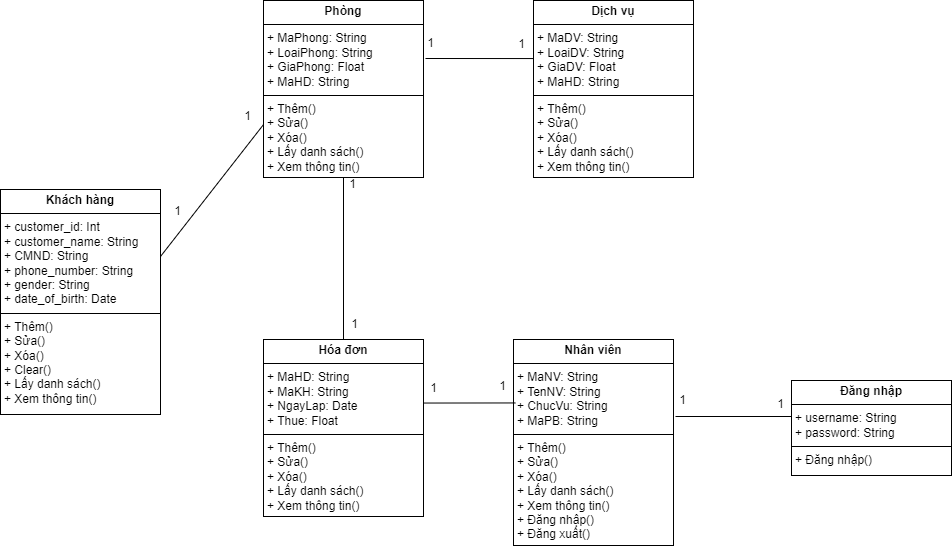 Phòng
+ MaPhong: String
+ LoaiPhong: String
+ GiaPhong: Float
+ MaHD: String
+ Thêm()
+ Sửa()
+ Xóa()
+ Lấy danh sách()
+ Xem thông tin()
1
1
Dịch vụ
+ MaDV: String
+ LoaiDV: String
+ GiaDV: Float
+ MaHD: String
+ Thêm()
+ Sửa()
+ Xóa()
+ Lấy danh sách()
+ Xem thông tin()
1
1
Khách hàng
+ customer_id: Int
+ customer_name: String
+ CMND: String
+ phone_number: String
+ gender: String
+ date_of_birth: Date
+ Thêm()
+ Sửa()
+ Xóa()
+ Clear()
+ Lấy danh sách()
+ Xem thông tin()
1
1
Hóa đơn
+ MaHD: String
+ MaKH: String
+ NgayLap: Date
+ Thue: Float
+ Thêm()
+ Sửa()
+ Xóa()
+ Lấy danh sách()
+ Xem thông tin()
1
1
Nhân viên
+ MaNV: String
+ TenNV: String
+ ChucVu: String
+ MaPB: String
+ Thêm()
+ Sửa()
+ Xóa()
+ Lấy danh sách()
+ Xem thông tin()
+ Đăng nhập()
+ Đăng xuất()
1
1
Đăng nhập
+ username: String
+ password: String
+ Đăng nhập()